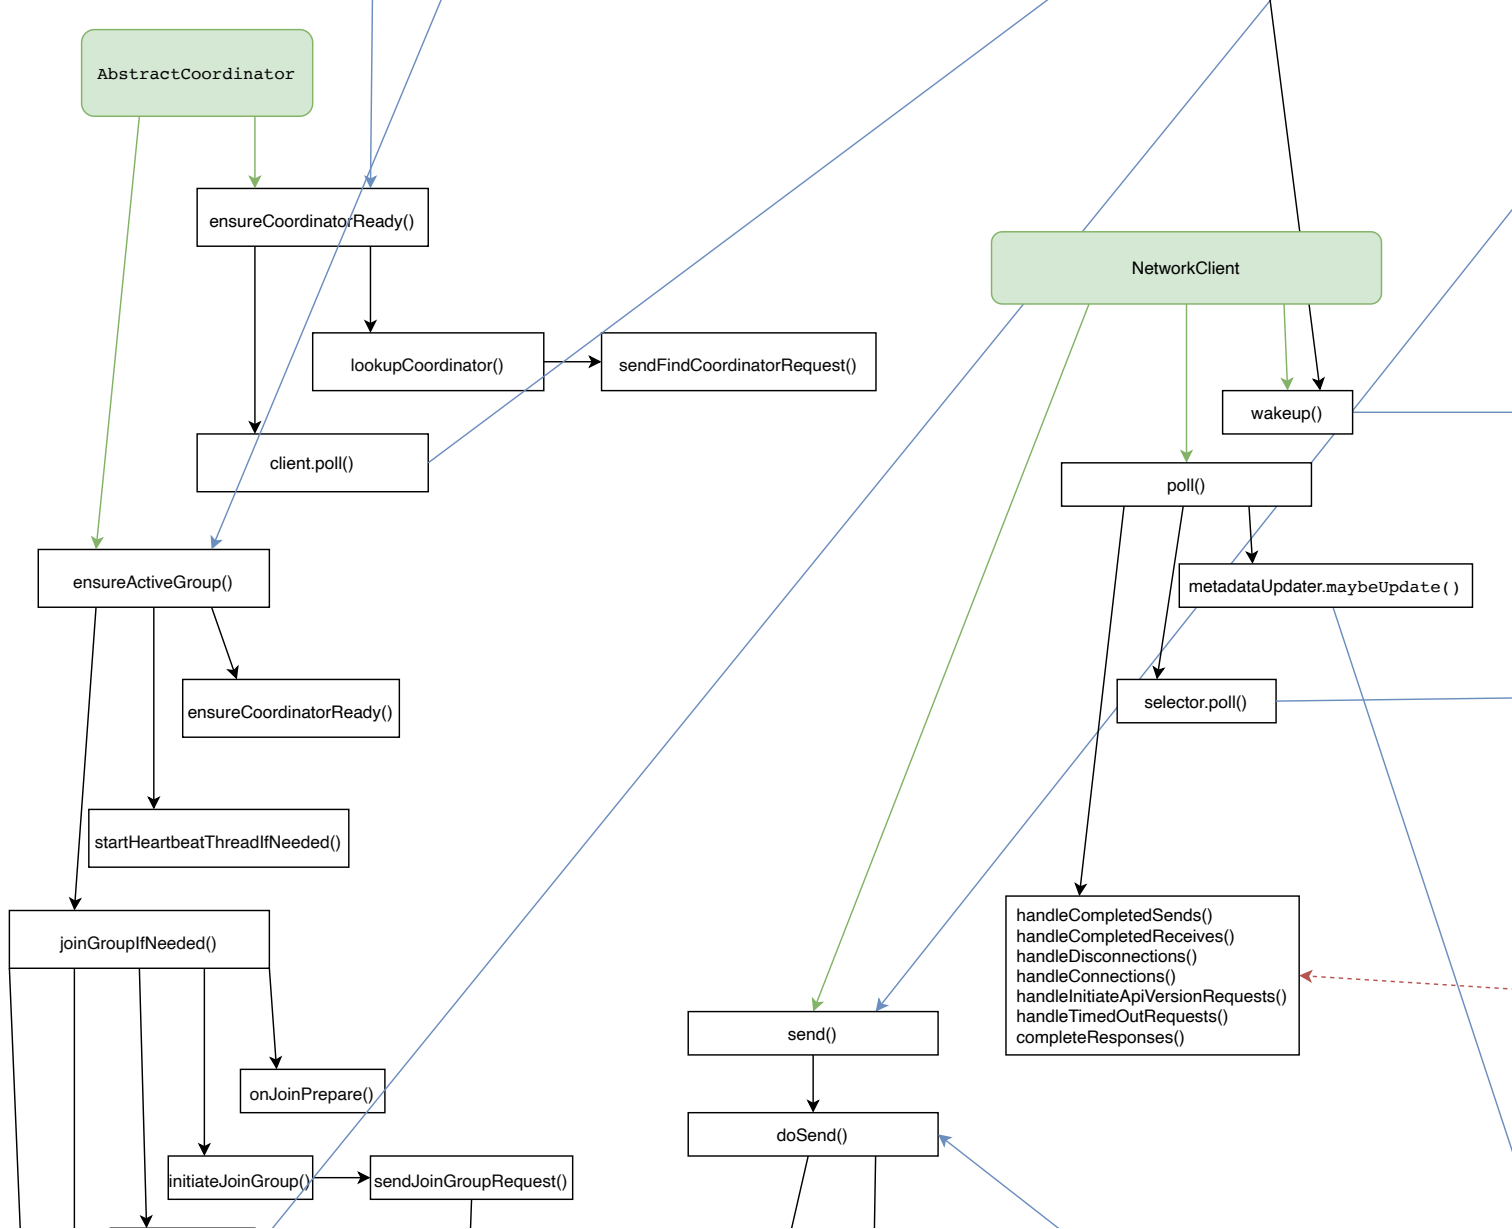 AbstractCoordinator
ensureCoordinatorReady()
lookupCoordinator()
sendFindCoordinatorRequest()
client.poll()
ensureActiveGroup()
ensureCoordinatorReady()
startHeartbeatThreadIfNeeded()
joinGroupIfNeeded()
onJoinPrepare()
initiateJoinGroup()
sendJoinGroupRequest()
NetworkClient
wakeup()
poll()
metadataUpdater.maybeUpdate()
selector.poll()
handleCompletedSends()
handleCompletedReceives()
handleDisconnections()
handleConnections()
handleInitiateApiVersionRequests()
handleTimedOutRequests()
completeResponses()
send()
doSend()